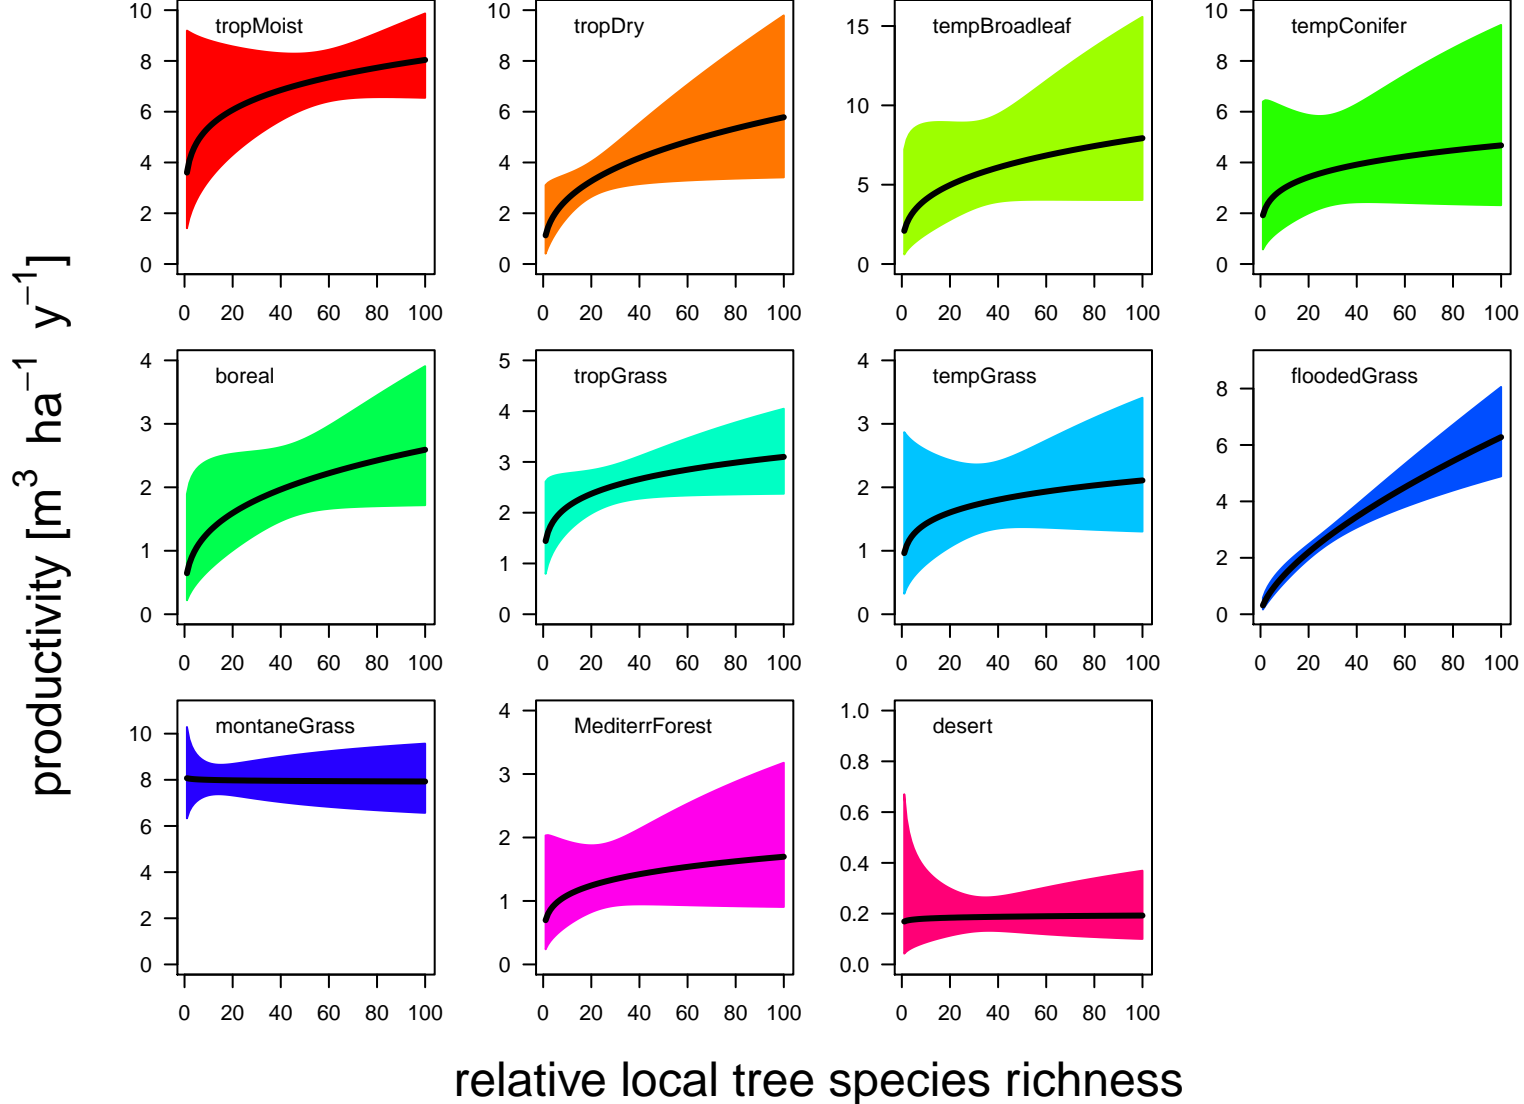 productivity [m³ ha⁻¹ y⁻¹]
tropMoist
10
8
6
4
2
0
0 20 40 60 80 100
tropDry
10
8
6
4
2
0
0 20 40 60 80 100
tempBroadleaf
15
10
5
0
0 20 40 60 80 100
tempConifer
10
8
6
4
2
0
0 20 40 60 80 100
boreal
4
3
2
1
0
0 20 40 60 80 100
tropGrass
5
4
3
2
1
0
0 20 40 60 80 100
tempGrass
4
3
2
1
0
0 20 40 60 80 100
floodedGrass
8
6
4
2
0
0 20 40 60 80 100
montaneGrass
10
8
6
4
2
0
0 20 40 60 80 100
MediterrForest
4
3
2
1
0
0 20 40 60 80 100
desert
1.0
0.8
0.6
0.4
0.2
0.0
0 20 40 60 80 100
relative local tree species richness